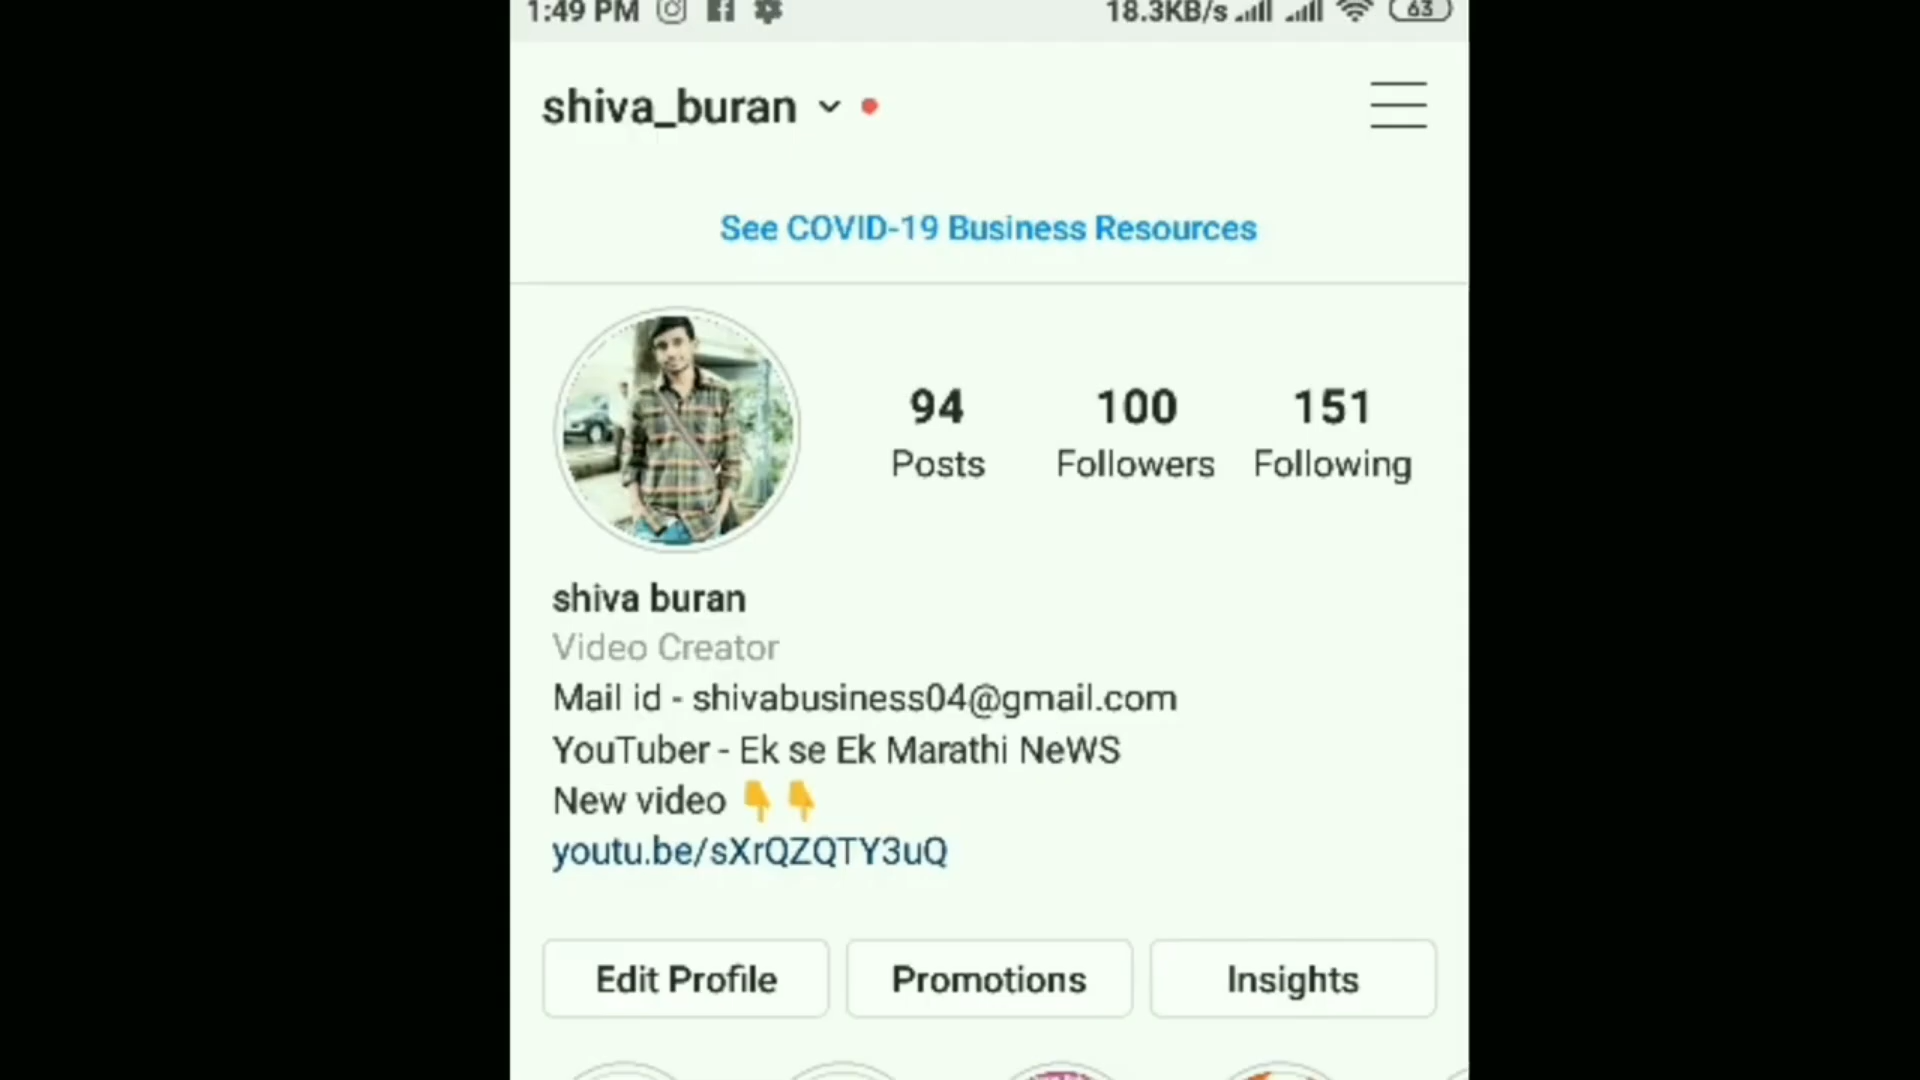 1:49 PM 18.3KB/s 63
shiva_buran
See COVID-19 Business Resources
94 100 151
Posts Followers Following
shiva buran
Video Creator
Mail id - shivabusiness04@gmail.com
YouTuber - Ek se Ek Marathi NeWS
New video 👇👇
youtu.be/sXrQZQTY3uQ
Edit Profile Promotions Insights